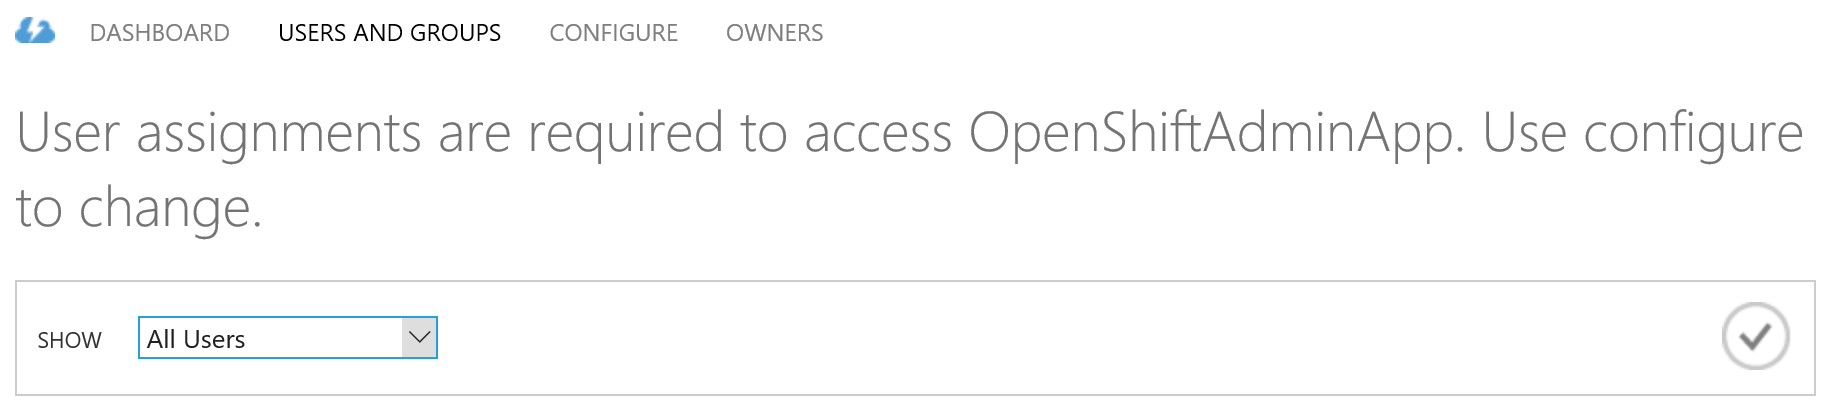 DASHBOARD USERS AND GROUPS CONFIGURE OWNERS
User assignments are required to access OpenShiftAdminApp. Use configure
to change.
SHOW All Users